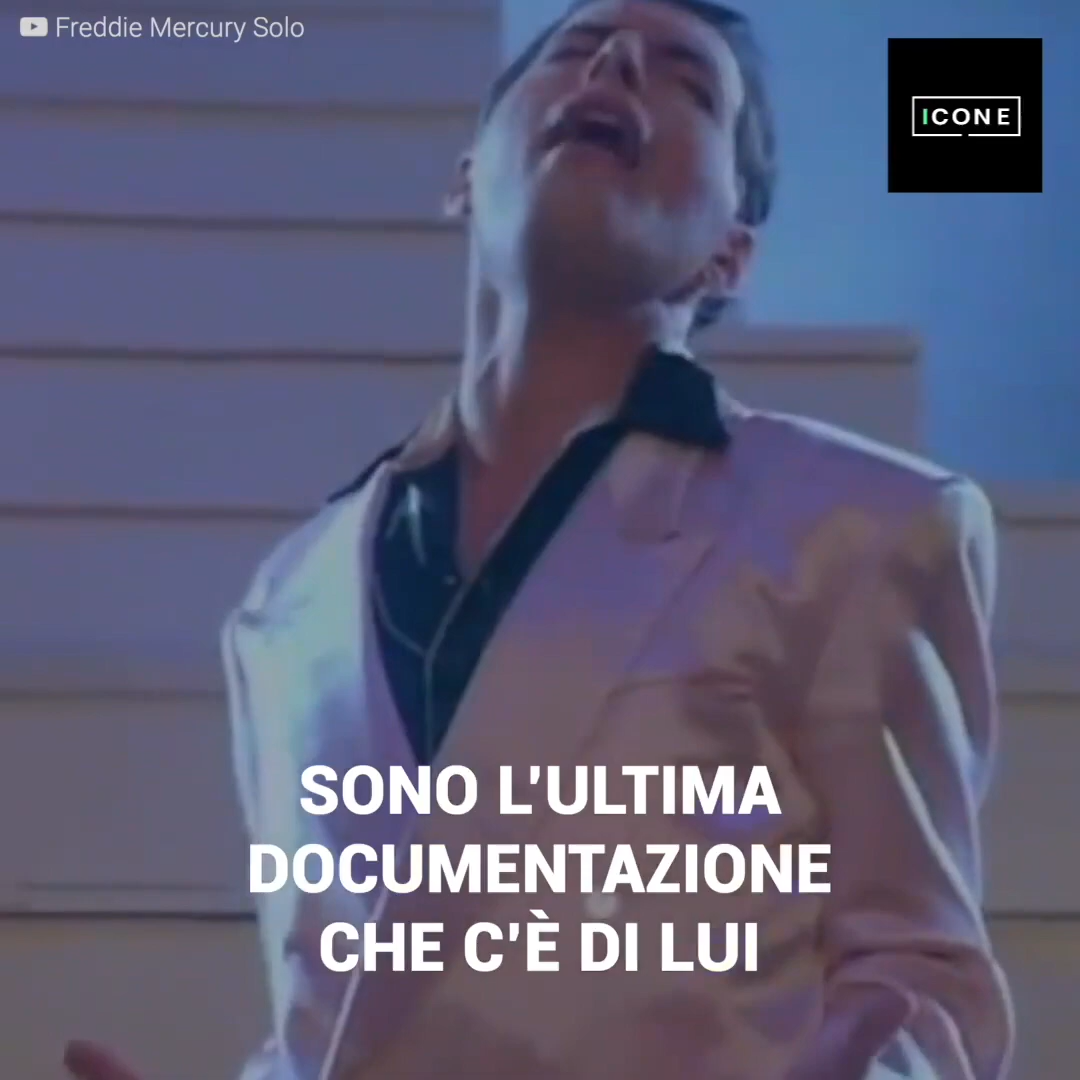 Freddie Mercury Solo
ICONE
SONO L'ULTIMA
DOCUMENTAZIONE
CHE C'È DI LUI